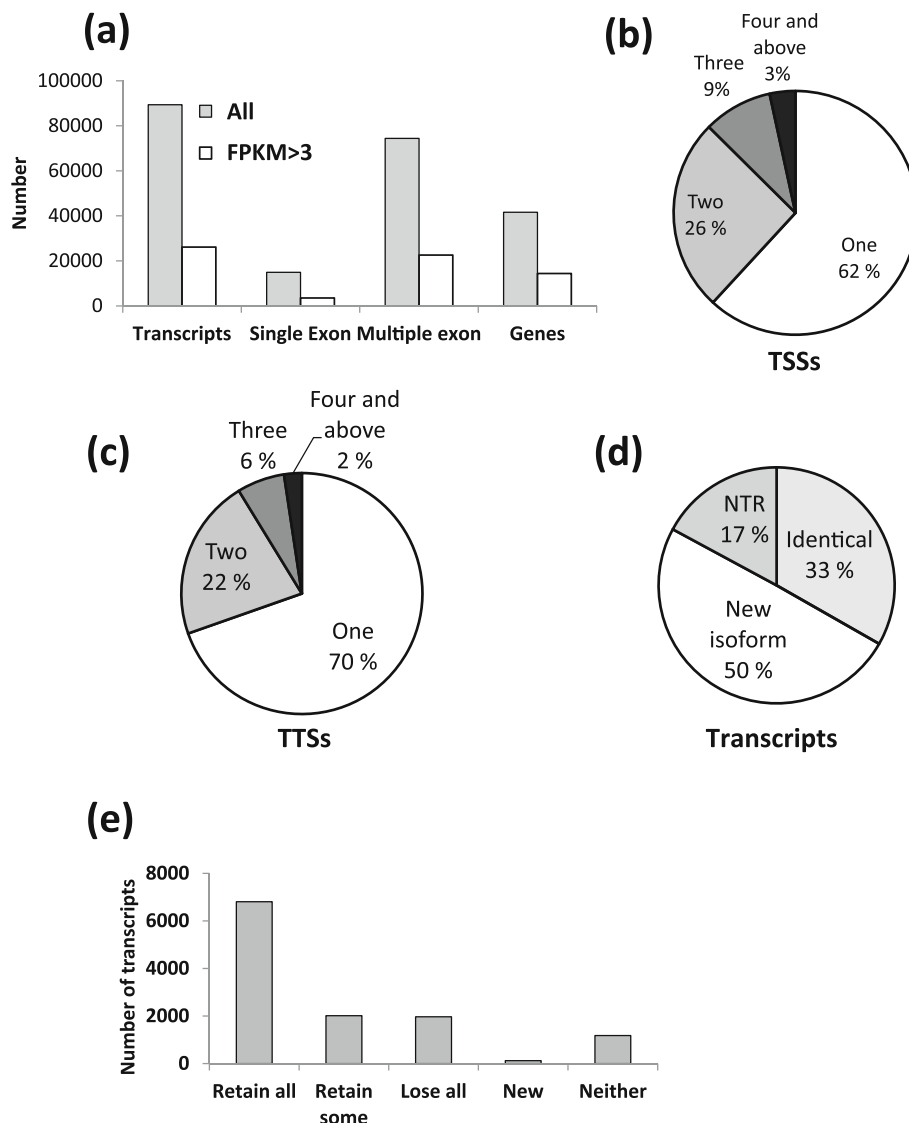 (a)
100000
80000
60000
40000
20000
0
Number
All
FPKM>3
Transcripts Single Exon Multiple exon Genes
(b)
Four and
above
3%
Three
9%
Two
26 %
One
62 %
TSSs
(c)
Four and
above
2 %
Three
6 %
Two
22 %
One
70 %
TTSs
(d)
NTR
17 %
Identical
33 %
New
isoform
50 %
Transcripts
(e)
8000
6000
4000
2000
0
Number of transcripts
Retain all
Retain
some
Lose all
New
Neither